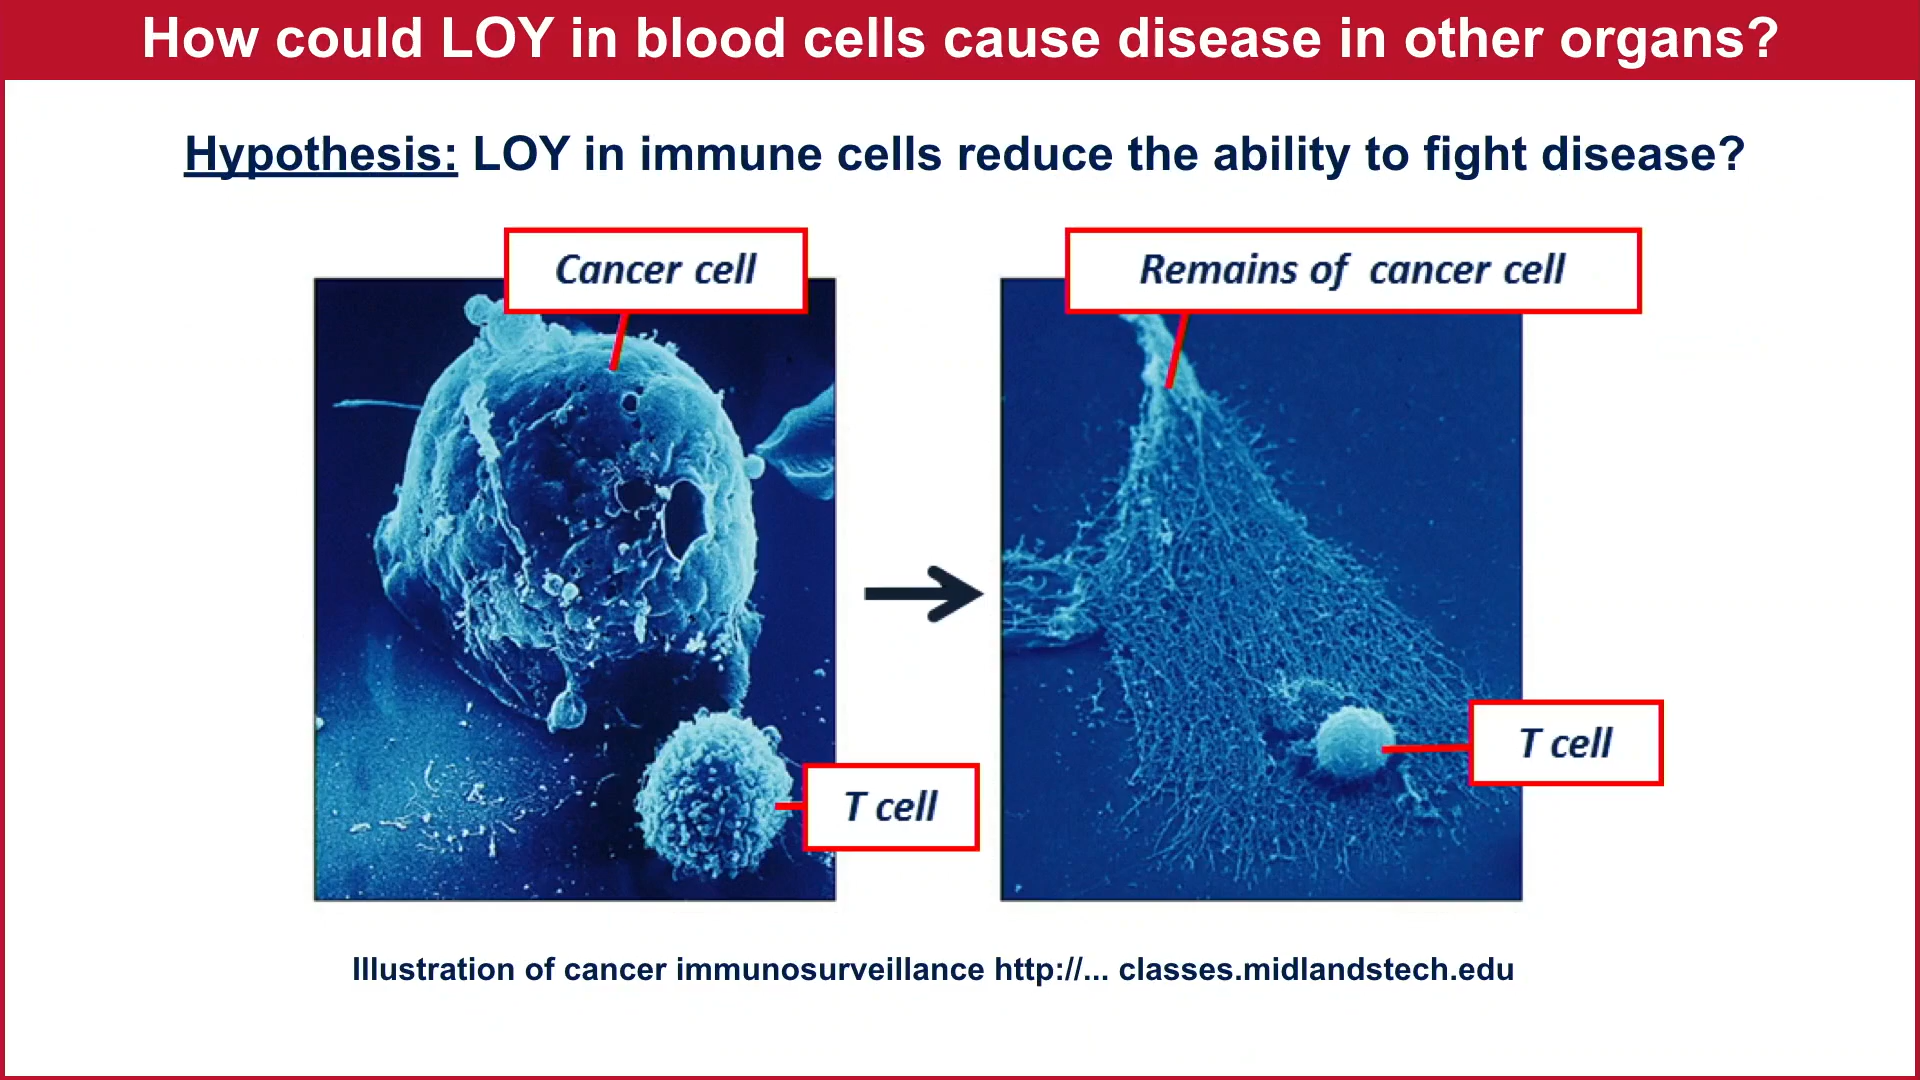 How could LOY in blood cells cause disease in other organs?
Hypothesis: LOY in immune cells reduce the ability to fight disease?
Cancer cell
Remains of cancer cell
T cell
T cell
Illustration of cancer immunosurveillance http://... classes.midlandstech.edu